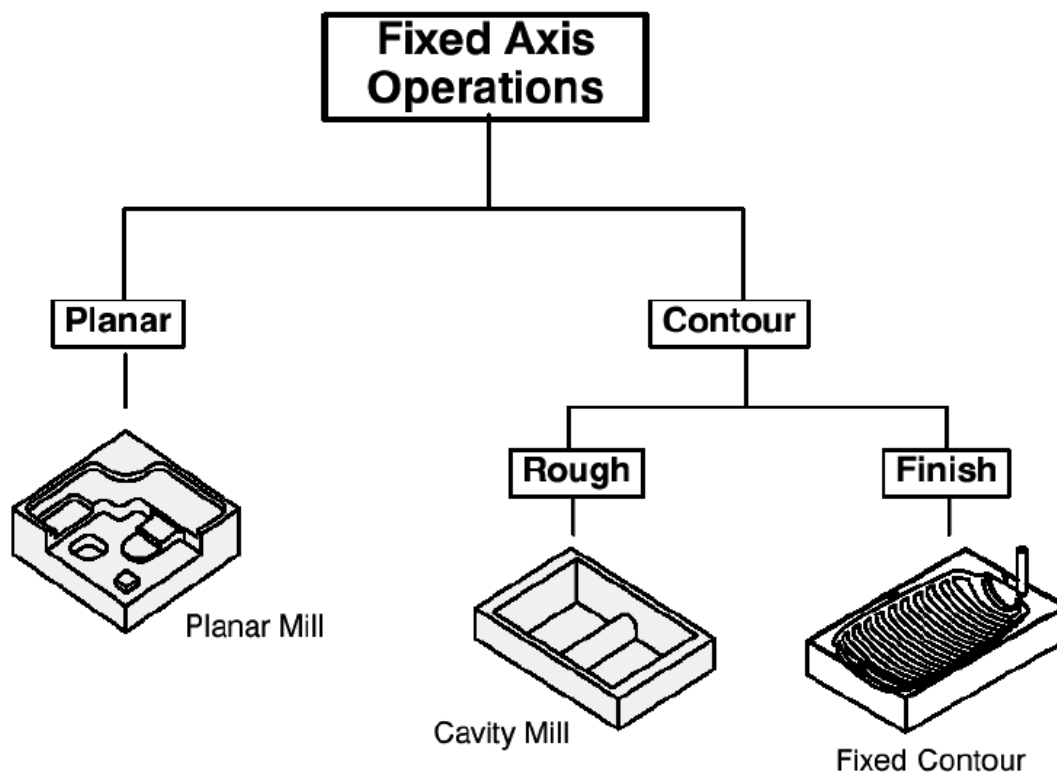 Fixed Axis
Operations
Planar
Contour
Rough
Finish
Planar Mill
Cavity Mill
Fixed Contour